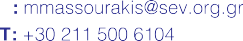 : mmassourakis@sev.org.gr
T: +30 211 500 6104